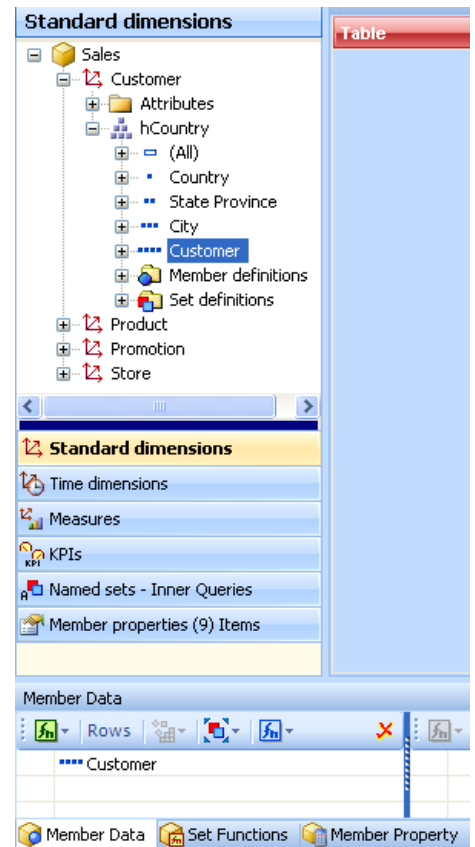 Standard dimensions
Table
Sales
Customer
Attributes
hCountry
(All)
Country
State Province
City
Customer
Member definitions
Set definitions
Product
Promotion
Store
Standard dimensions
Time dimensions
Measures
KPIs
Named sets - Inner Queries
Member properties (9) Items
Member Data
Rows
Customer
Member Data Set Functions Member Property